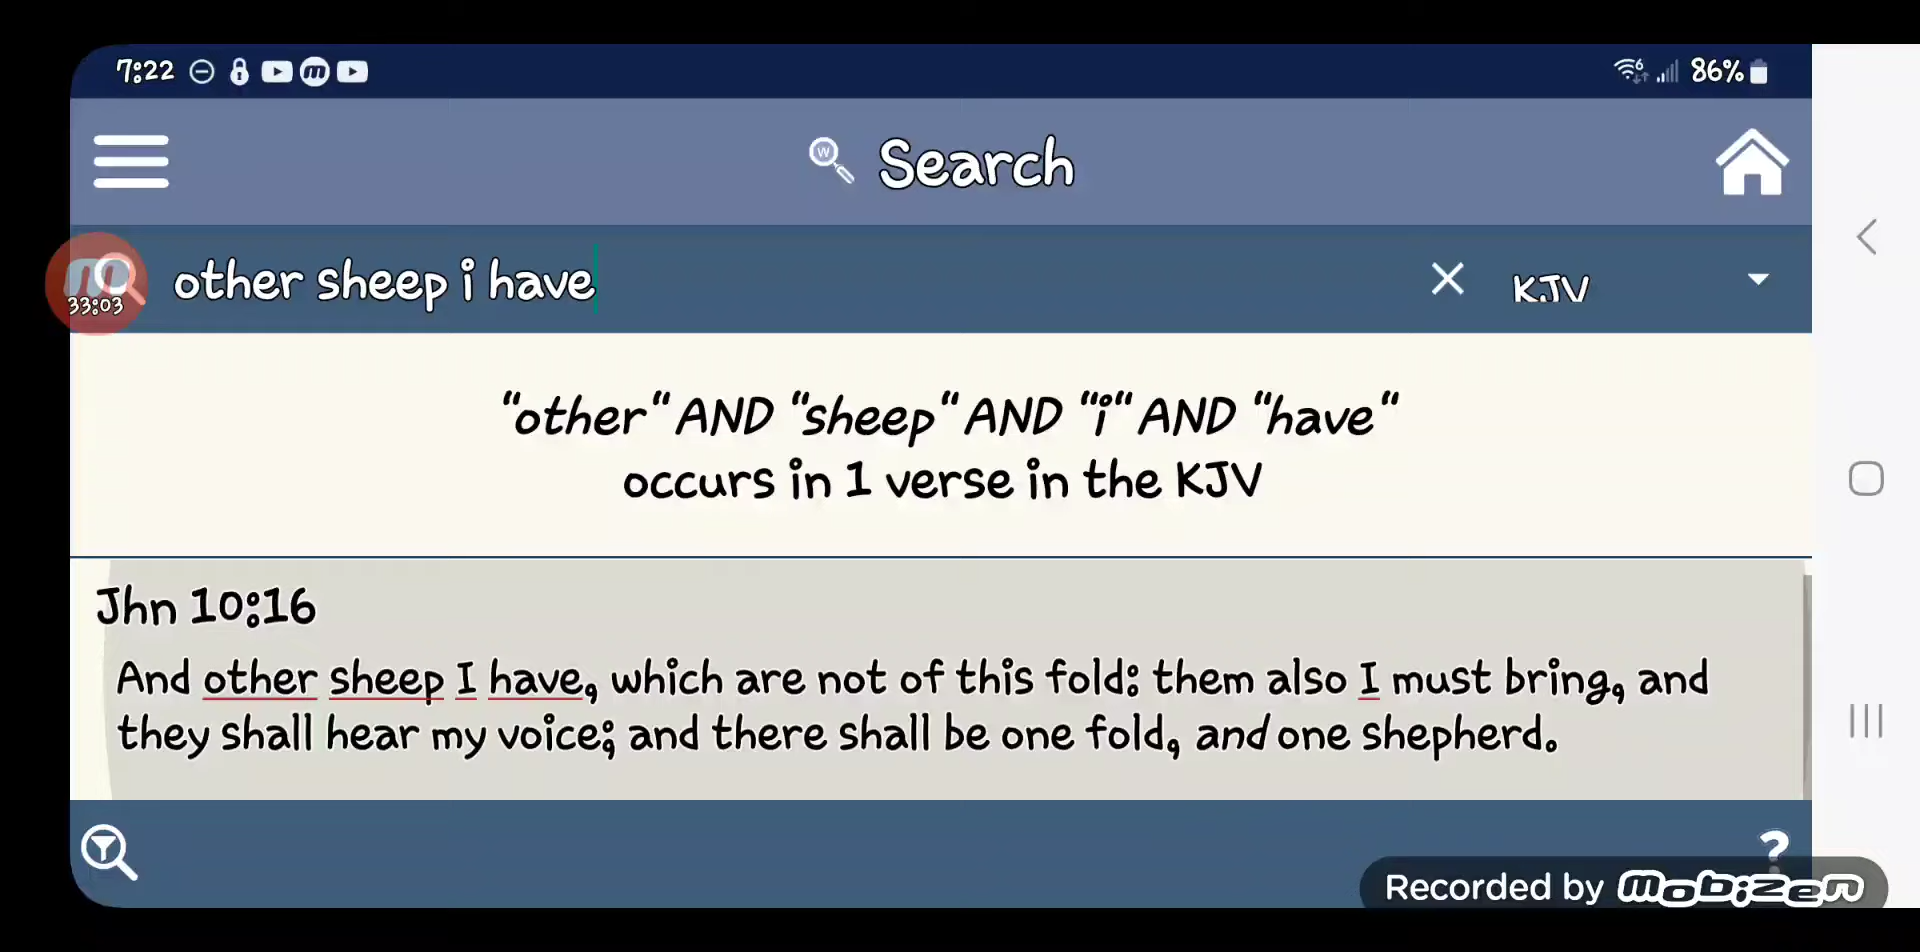 7:22 86%
Search
other sheep i have KJV
33:03
"other" AND "sheep" AND "i" AND "have"
occurs in 1 verse in the KJV
Jhn 10:16
And other sheep I have, which are not of this fold: them also I must bring, and
they shall hear my voice; and there shall be one fold, and one shepherd.
?
Recorded by Mobizen